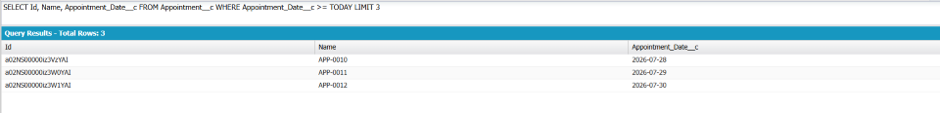 SELECT Id, Name, Appointment_Date__c FROM Appointment__c WHERE Appointment_Date__c >= TODAY LIMIT 3
Query Results - Total Rows: 3
Id Name Appointment_Date__c
a02NS00000Iz3VzYAI APP-0010 2026-07-28
a02NS00000Iz3W0YAI APP-0011 2026-07-29
a02NS00000Iz3W1YAI APP-0012 2026-07-30